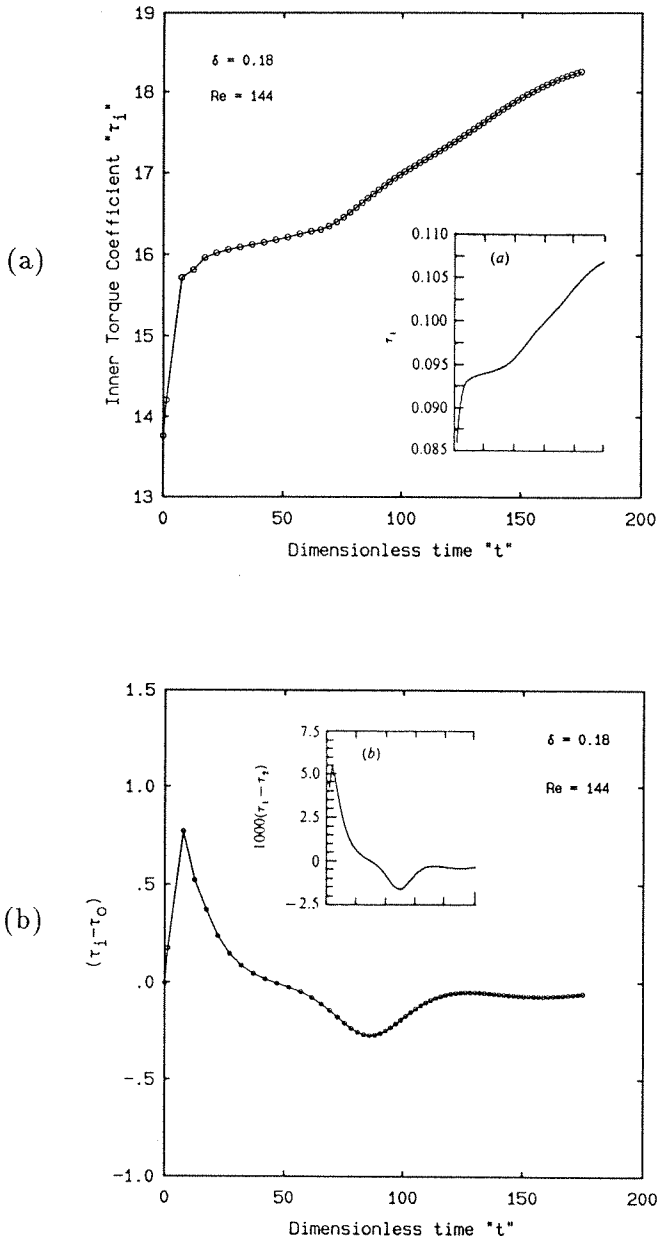 (a)
19
18
17
16
15
14
13
Inner Torque Coefficient "τi"
δ = 0.18
Re = 144
0.110
0.105
0.100
0.095
0.090
0.085
τi
(a)
0
50
100
150
200
Dimensionless time "t"
(b)
1.5
1.0
.5
.0
-.5
-1.0
(τi-τo)
7.5
5.0
2.5
0
-2.5
(b)
δ = 0.18
Re = 144
0
50
100
150
200
Dimensionless time "t"